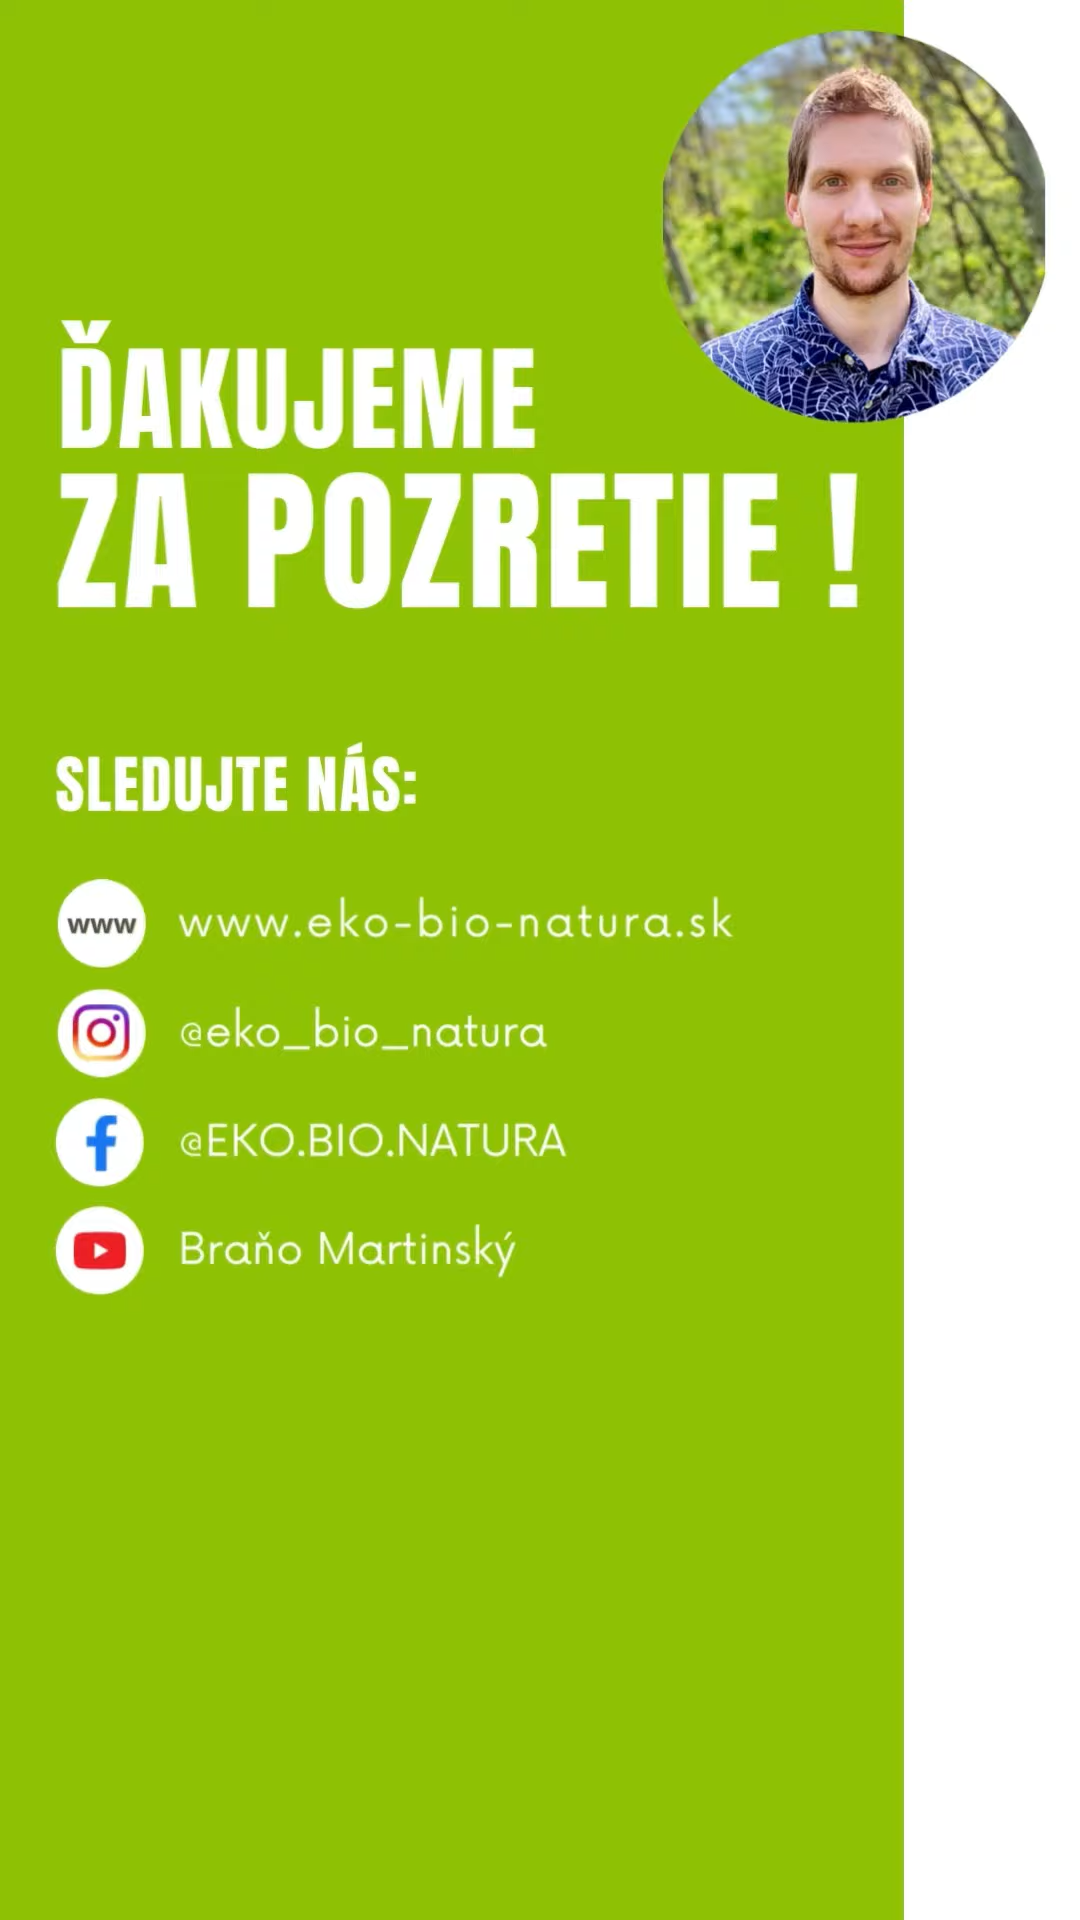 ĎAKUJEME
ZA POZRETIE !
SLEDUJTE NÁS:
www www.eko-bio-natura.sk
@eko_bio_natura
@EKO.BIO.NATURA
Braňo Martinský